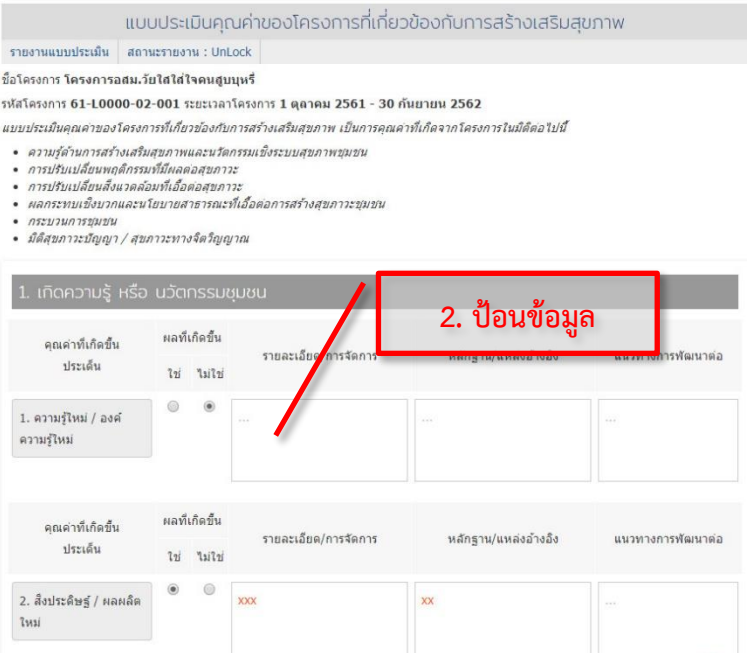 แบบประเมินคุณค่าของโครงการที่เกี่ยวข้องกับการสร้างเสริมสุขภาพ
รายงานแบบประเมิน สถานะรายงาน : UnLock
ชื่อโครงการ โครงการอสม.วัยใสใส่ใจคนสูบบุหรี่
รหัสโครงการ 61-L0000-02-001 ระยะเวลาโครงการ 1 ตุลาคม 2561 - 30 กันยายน 2562
แบบประเมินคุณค่าของโครงการที่เกี่ยวข้องกับการสร้างเสริมสุขภาพ เป็นการคุณค่าที่เกิดจากโครงการในมิติต่อไปนี้
• ความรู้ด้านการสร้างเสริมสุขภาพและนวัตกรรมเชิงระบบสุขภาพชุมชน
• การปรับเปลี่ยนพฤติกรรมที่มีผลต่อสุขภาวะ
• การปรับเปลี่ยนสิ่งแวดล้อมที่เอื้อต่อสุขภาวะ
• ผลกระทบเชิงบวกและนโยบายสาธารณะที่เอื้อต่อการสร้างสุขภาวะชุมชน
• กระบวนการชุมชน
• มิติสุขภาวะปัญญา / สุขภาวะทางจิตวิญญาณ
1. เกิดความรู้ หรือ นวัตกรรมชุมชน
2. ป้อนข้อมูล
คุณค่าที่เกิดขึ้น
ประเด็น
ผลที่เกิดขึ้น
ใช่ ไม่ใช่
รายละเอียด/การจัดการ
หลักฐาน/แหล่งอ้างอิง
แนวทางการพัฒนาต่อ
1. ความรู้ใหม่ / องค์
ความรู้ใหม่
... ... ...
คุณค่าที่เกิดขึ้น
ประเด็น
ผลที่เกิดขึ้น
ใช่ ไม่ใช่
รายละเอียด/การจัดการ
หลักฐาน/แหล่งอ้างอิง
แนวทางการพัฒนาต่อ
2. สิ่งประดิษฐ์ / ผลผลิต
ใหม่
xxx xx ...